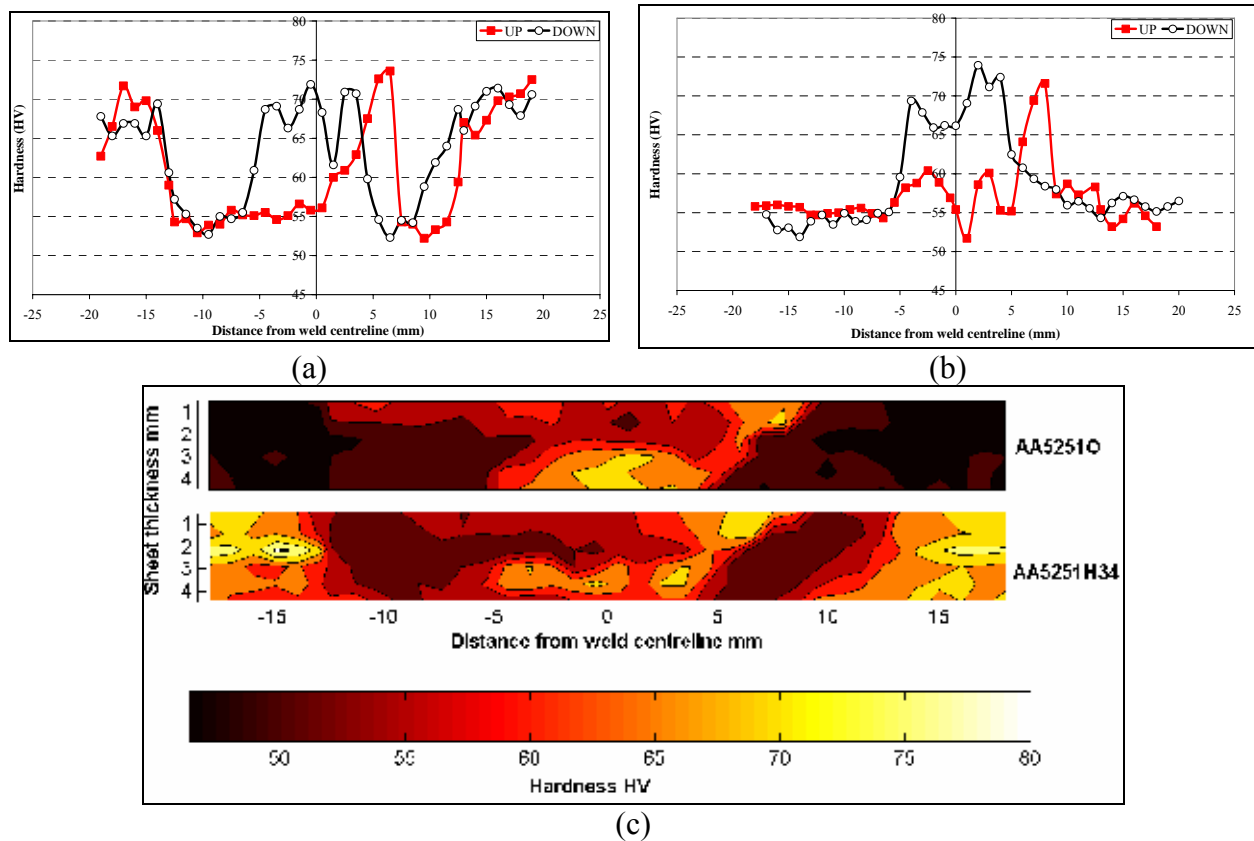 80
UP DOWN
75
70
65
60
55
50
45
Hardness (HV)
-25 -20 -15 -10 -5 0 5 10 15 20 25
Distance from weld centreline (mm)
(a)
80
UP DOWN
75
70
65
60
55
50
45
Hardness (HV)
-25 -20 -15 -10 -5 0 5 10 15 20 25
Distance from weld centreline (mm)
(b)
Sheet thickness mm
1
2
3
4
AA5251O
1
2
3
4
AA5251H34
-15 -10 -5 0 5 10 15
Distance from weld centreline mm
50 55 60 65 70 75 80
Hardness HV
(c)